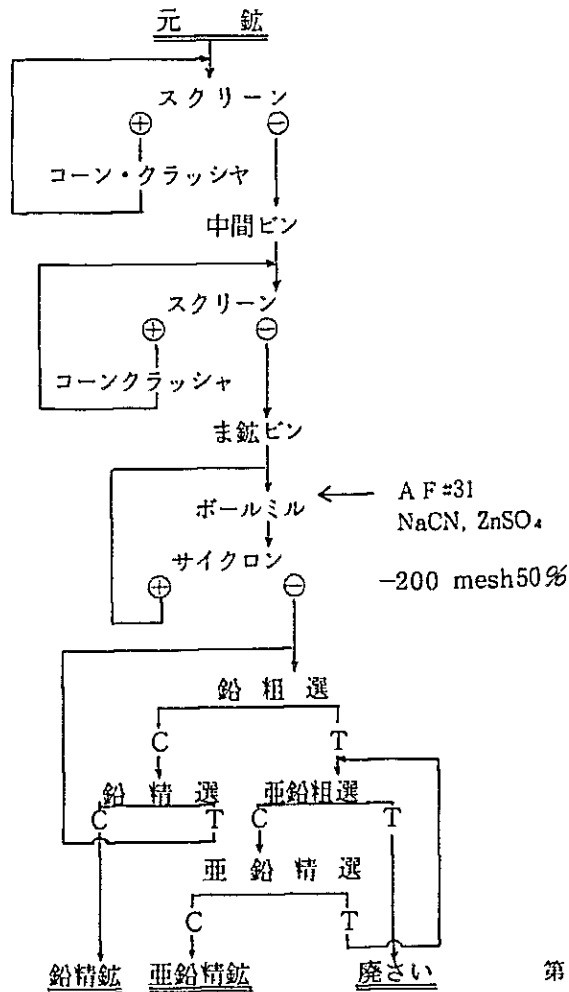 元 鉱
スクリーン
⊕ ⊖
コーン・クラッシヤ
中間ビン
スクリーン
⊕ ⊖
コーンクラッシャ
ま鉱ビン
ボールミル
AF#31
NaCN, ZnSO₄
サイクロン
⊕ ⊖
-200 mesh50%
鉛 粗 選
C T
鉛 精 選 亜鉛粗選
C T C T
亜 鉛 精 選
C T
鉛精鉱 亜鉛精鉱 廃さい 第